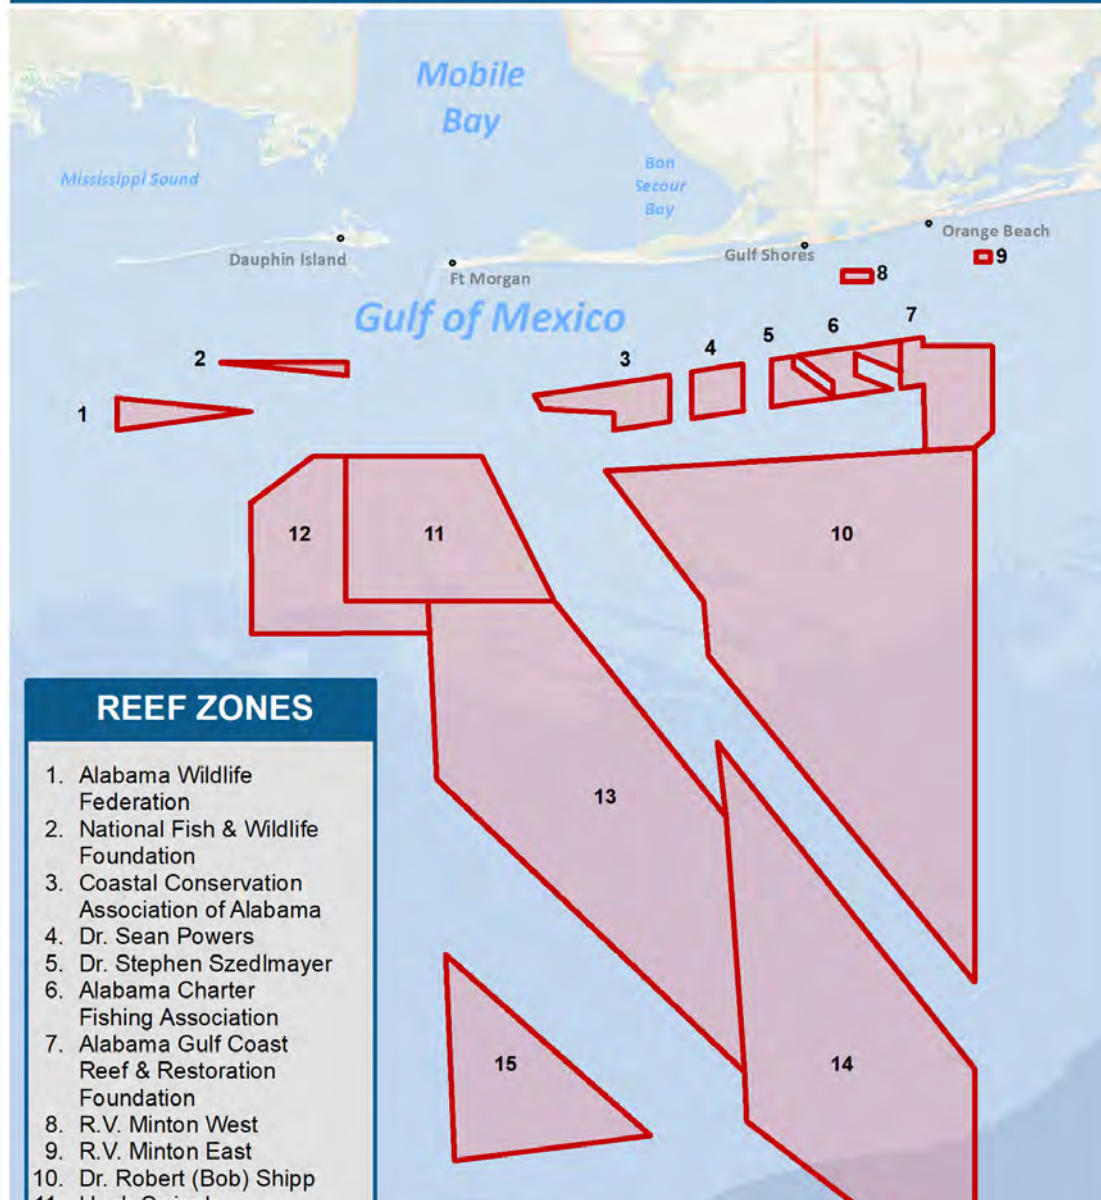 Mobile
Bay
Bon
Secour
Bay
Mississippi Sound
Orange Beach
Dauphin Island
Gulf Shores
9
Ft Morgan
8
Gulf of Mexico
7
6
5
4
3
2
1
12
11
10
13
14
15
REEF ZONES
1. Alabama Wildlife
Federation
2. National Fish & Wildlife
Foundation
3. Coastal Conservation
Association of Alabama
4. Dr. Sean Powers
5. Dr. Stephen Szedlmayer
6. Alabama Charter
Fishing Association
7. Alabama Gulf Coast
Reef & Restoration
Foundation
8. R.V. Minton West
9. R.V. Minton East
10. Dr. Robert (Bob) Shipp
11.